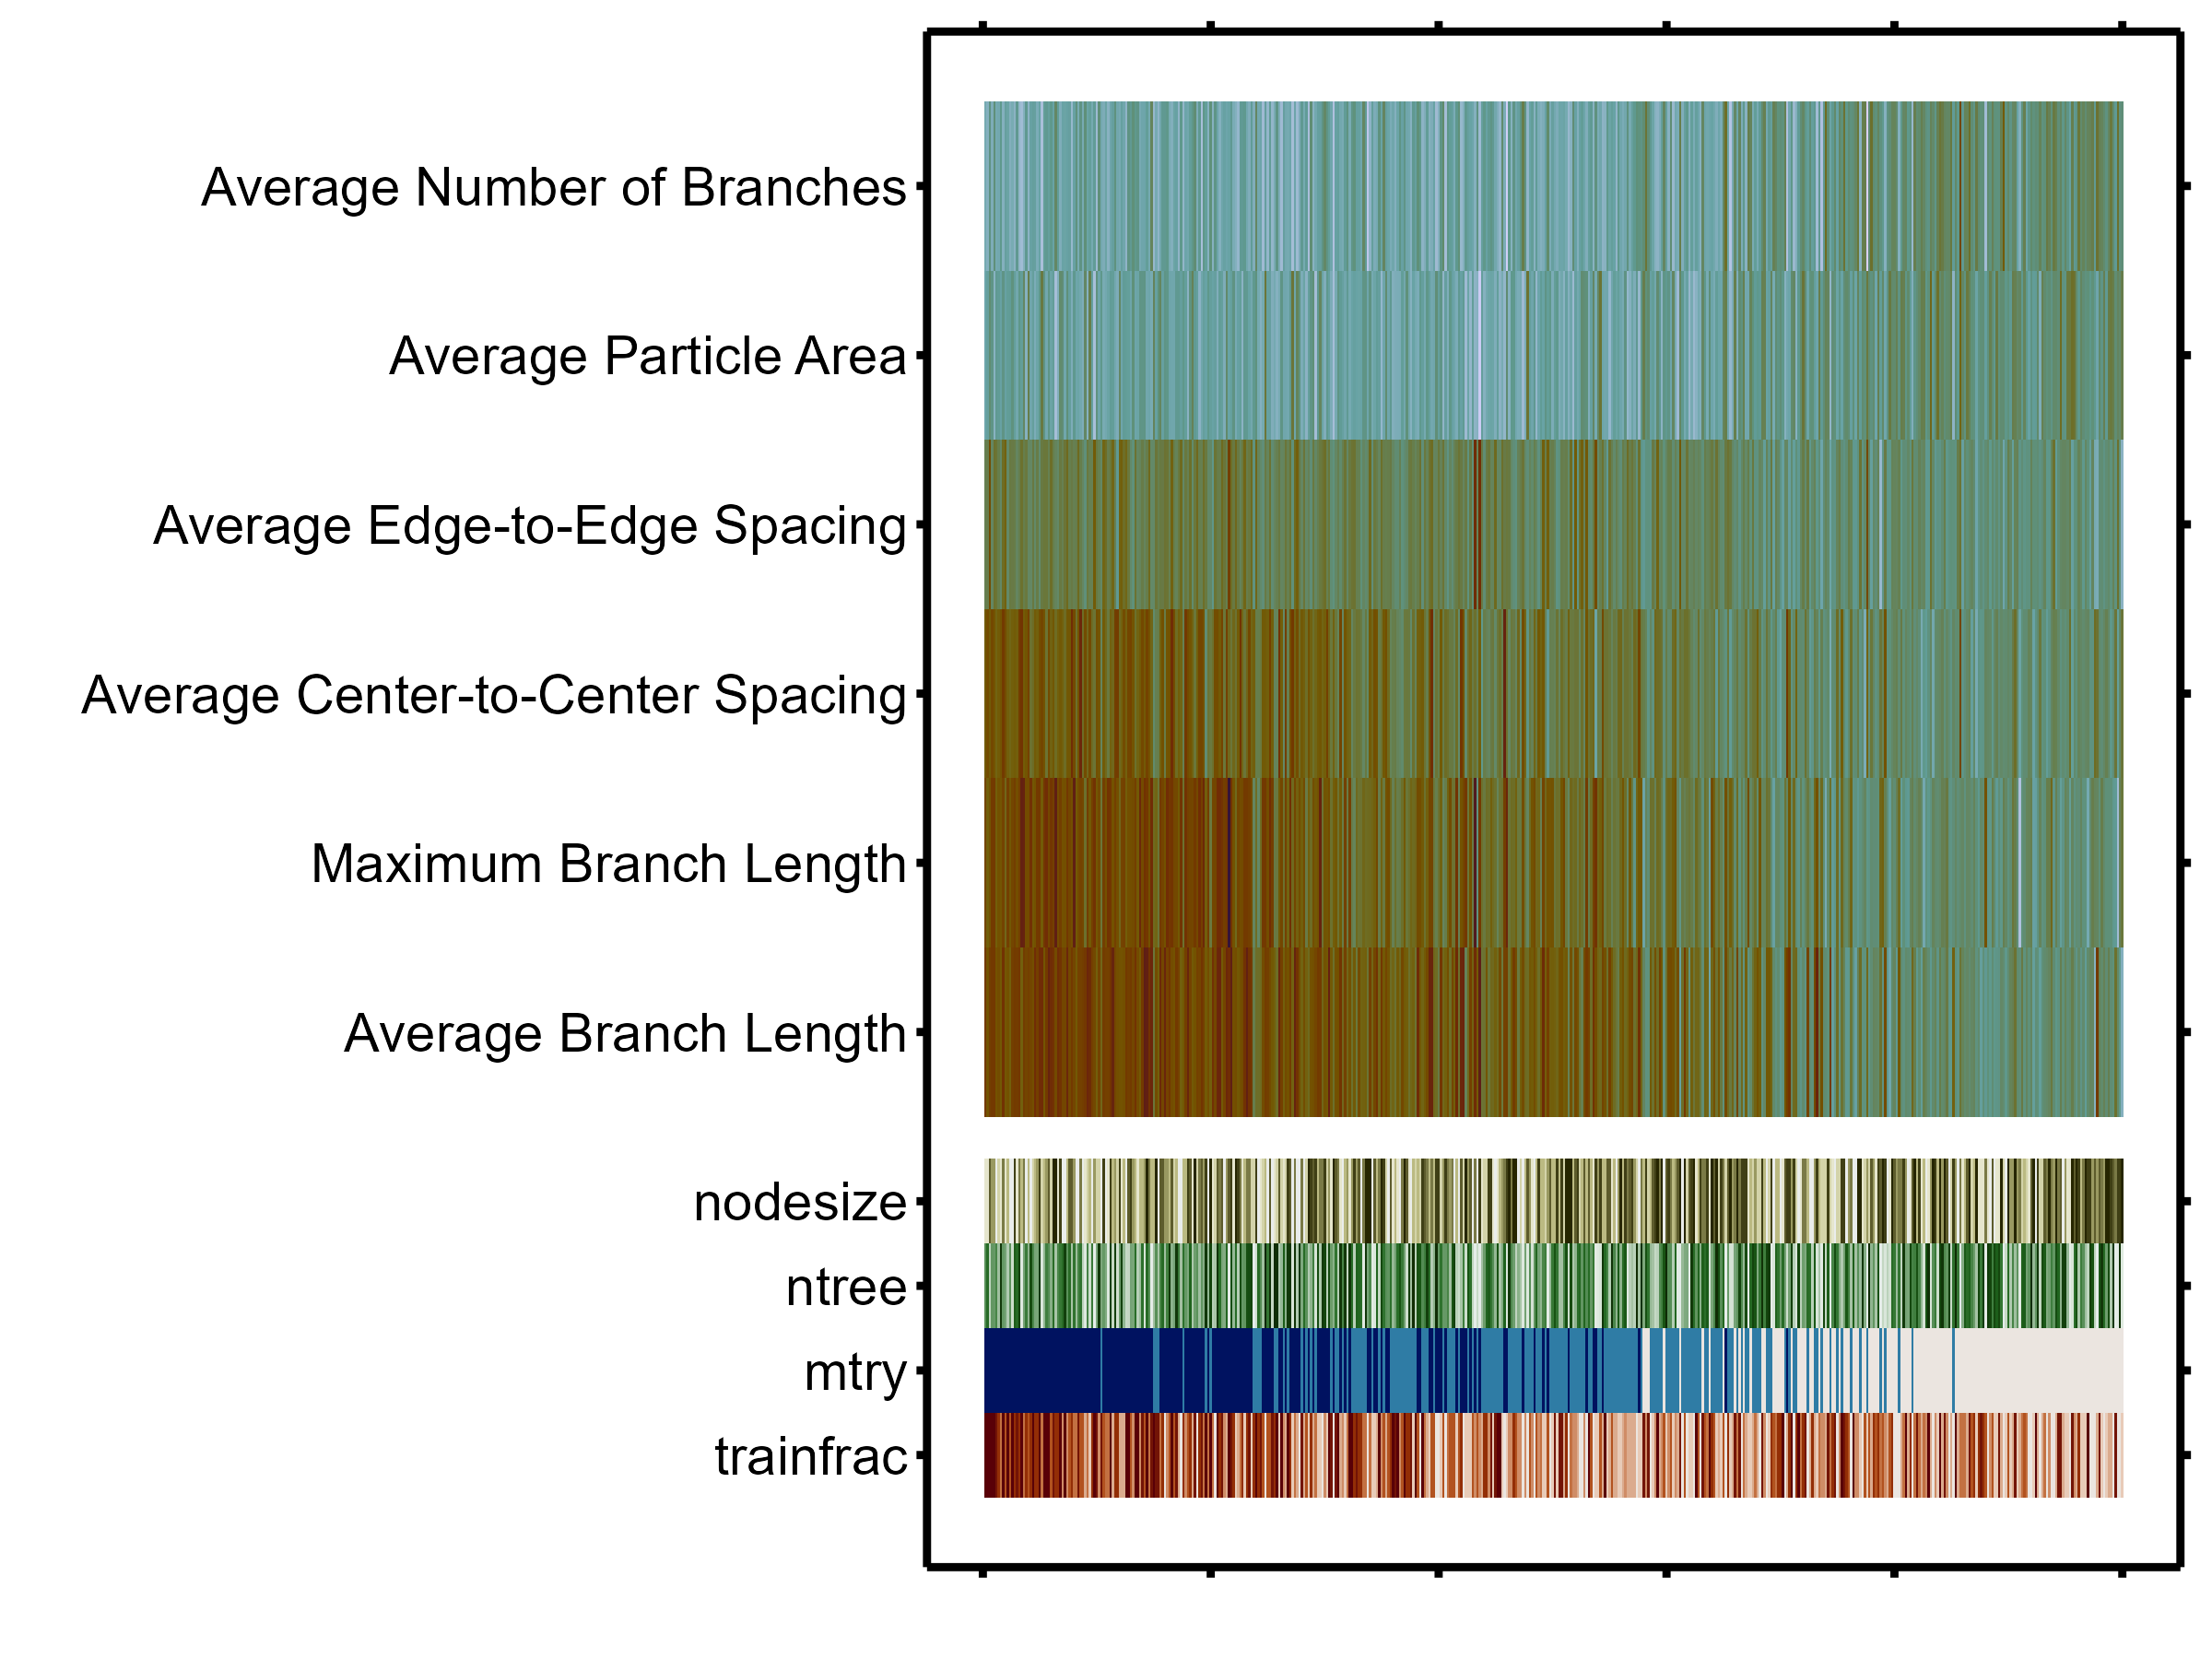 Average Number of Branches
Average Particle Area
Average Edge-to-Edge Spacing
Average Center-to-Center Spacing
Maximum Branch Length
Average Branch Length
nodesize
ntree
mtry
trainfrac